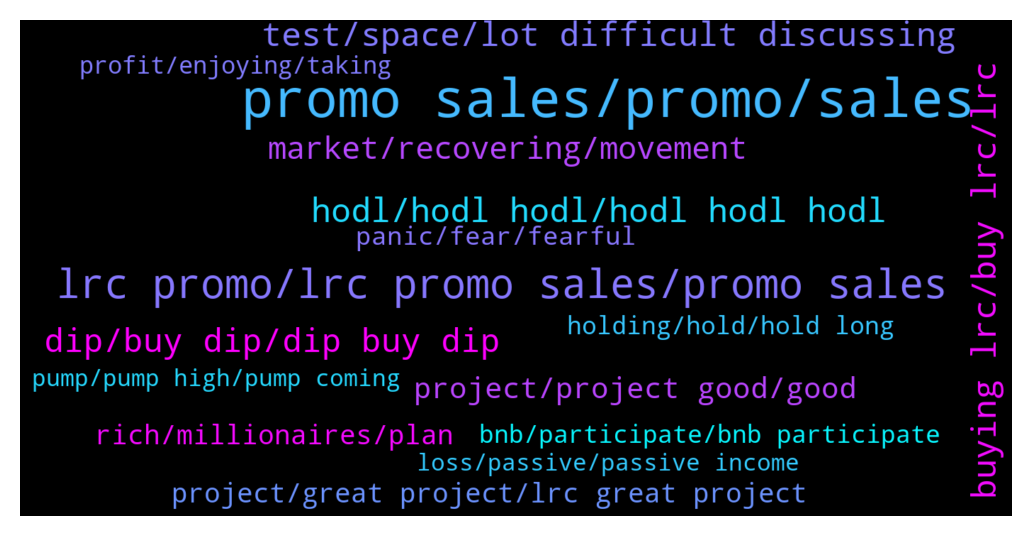 test/space/lot difficult discussing
profit/enjoying/taking
promo sales/promo/sales
market/recovering/movement
hodl/hodl hodl/hodl hodl hodl
panic/fear/fearful
lrc promo/lrc promo sales/promo sales
holding/hold/hold long
dip/buy dip/dip buy dip
pump/pump high/pump coming
project/project good/good
rich/millionaires/plan
bnb/participate/bnb participate
loss/passive/passive income
project/great project/lrc great project
buying lrc/buy lrc/lrc